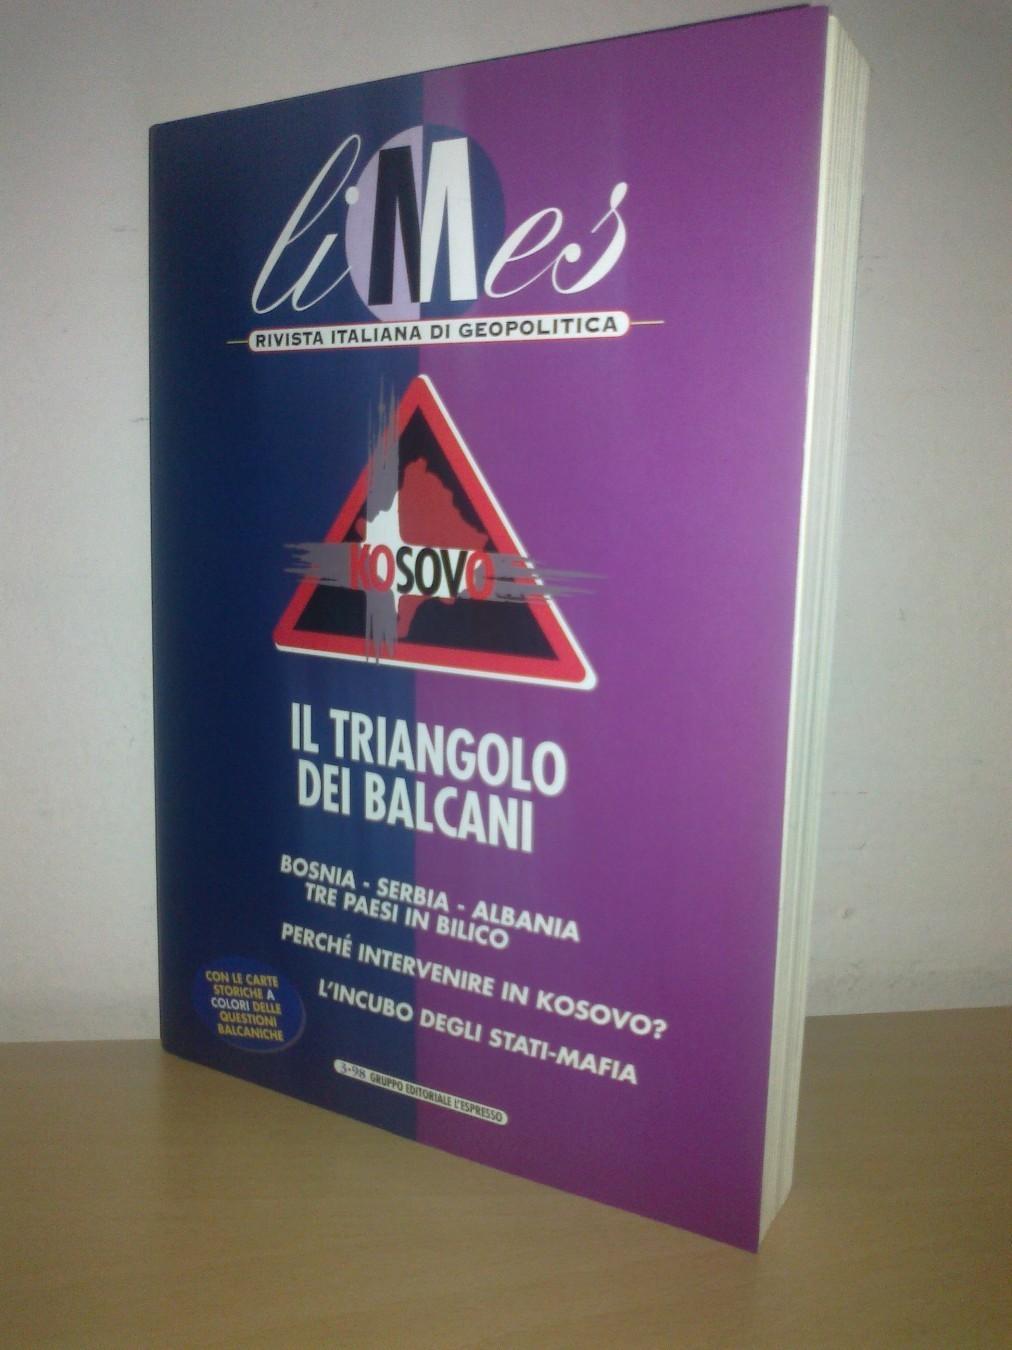 liMes
RIVISTA ITALIANA DI GEOPOLITICA
KOSOVO
IL TRIANGOLO
DEI BALCANI
BOSNIA - SERBIA - ALBANIA
TRE PAESI IN BILICO
PERCHÉ INTERVENIRE IN KOSOVO?
L'INCUBO DEGLI STATI-MAFIA
CON LE CARTE
STORICHE A
COLORI DELLE
QUESTIONI
BALCANICHE
3•98 GRUPPO EDITORIALE L'ESPRESSO